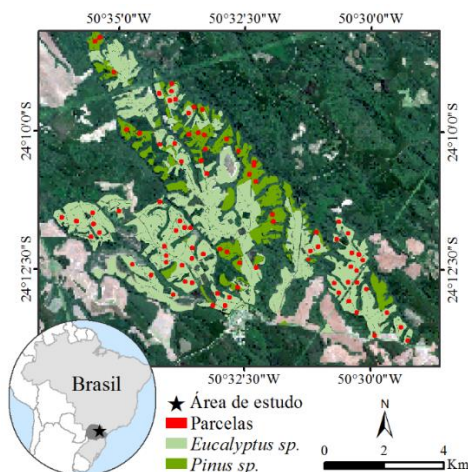 50°35'0"W 50°32'30"W 50°30'0"W
24°10'0"S 24°10'0"S
24°12'30"S 24°12'30"S
50°32'30"W 50°30'0"W
Brasil
Área de estudo
Parcelas
Eucalyptus sp.
Pinus sp.
N
0 2 4
Km